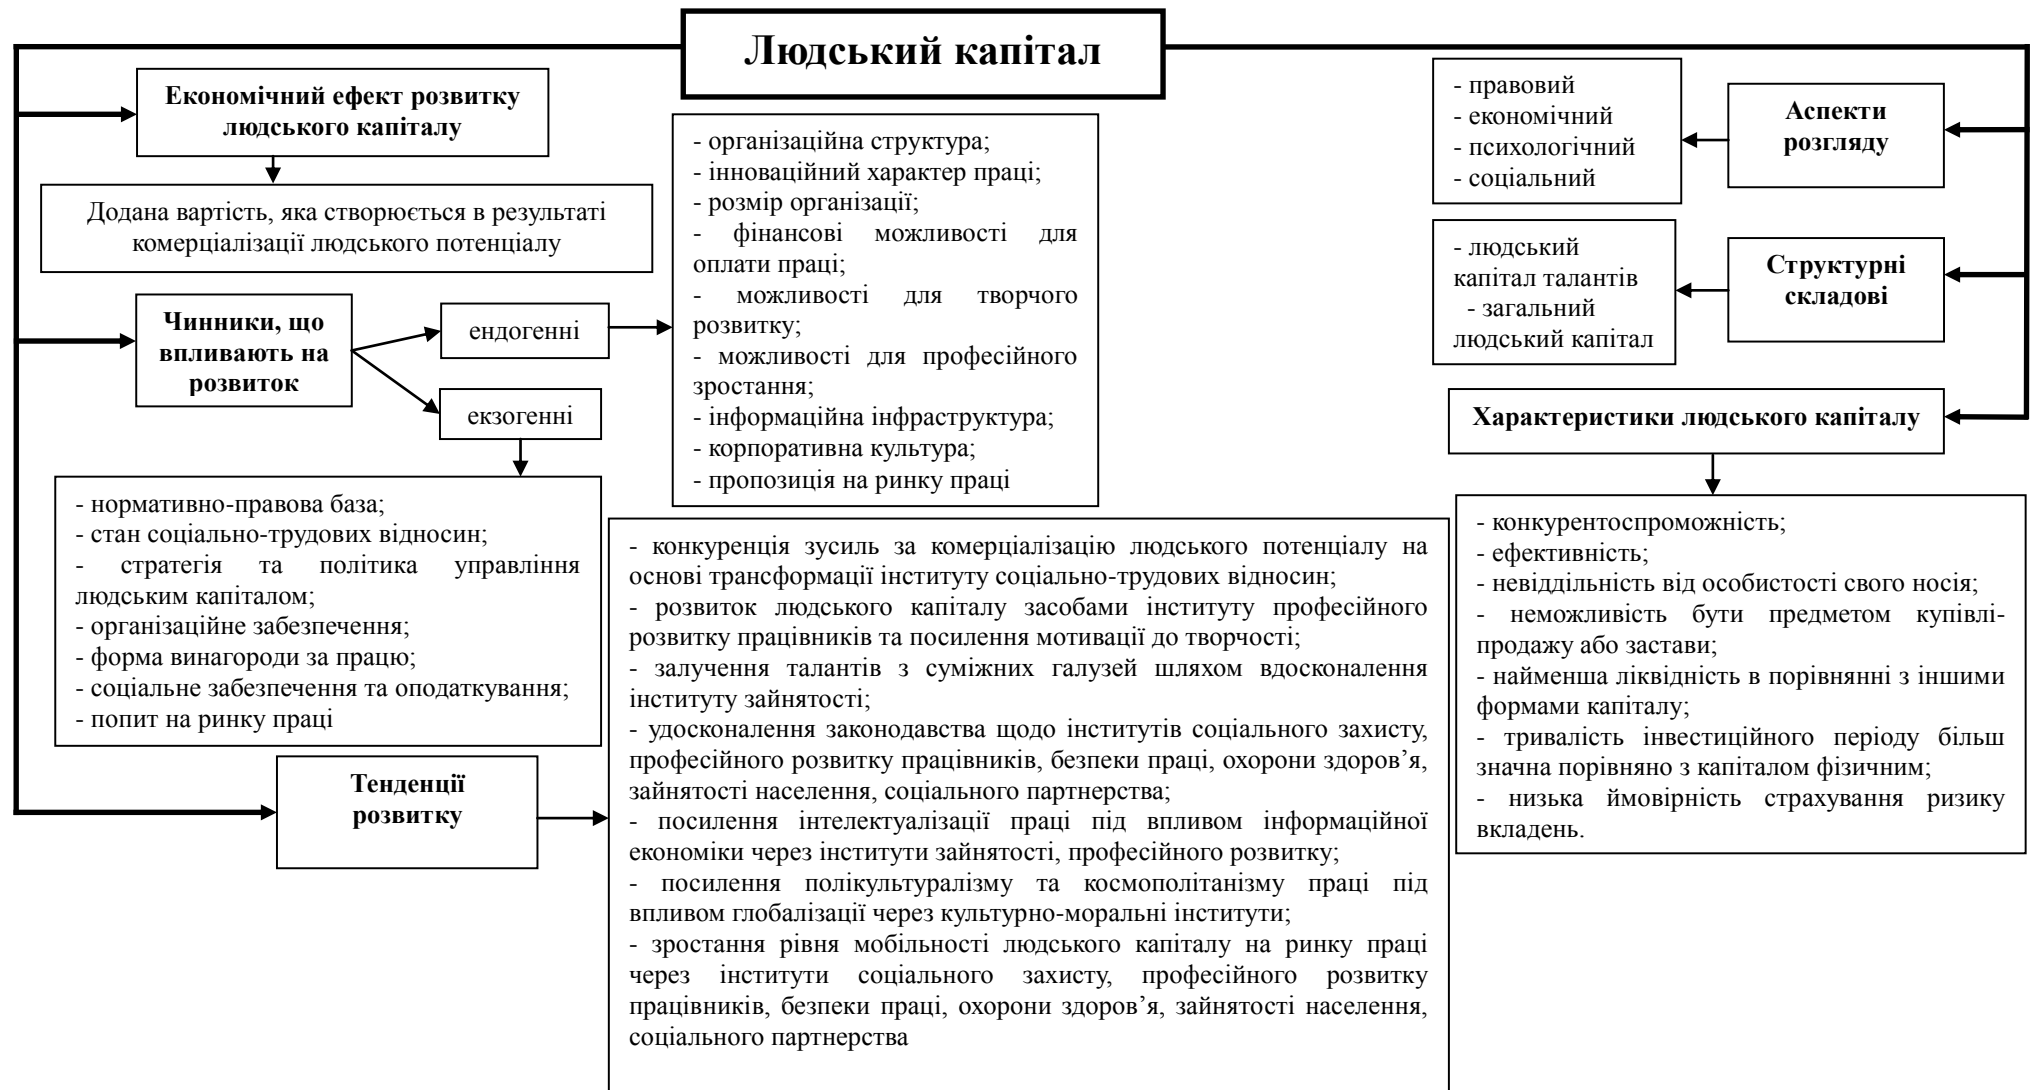 Людський капітал
Економічний ефект розвитку
людського капіталу
Додана вартість, яка створюється в результаті
комерціалізації людського потенціалу
Чинники, що
впливають на
розвиток
ендогенні
екзогенні
- організаційна структура;
- інноваційний характер праці;
- розмір організації;
- фінансові можливості для
оплати праці;
- можливості для творчого
розвитку;
- можливості для професійного
зростання;
- інформаційна інфраструктура;
- корпоративна культура;
- пропозиція на ринку праці
- нормативно-правова база;
- стан соціально-трудових відносин;
- стратегія та політика управління
людським капіталом;
- організаційне забезпечення;
- форма винагороди за працю;
- соціальне забезпечення та оподаткування;
- попит на ринку праці
Тенденції
розвитку
- конкуренція зусиль за комерціалізацію людського потенціалу на
основі трансформації інституту соціально-трудових відносин;
- розвиток людського капіталу засобами інституту професійного
розвитку працівників та посилення мотивації до творчості;
- залучення талантів з суміжних галузей шляхом вдосконалення
інституту зайнятості;
- удосконалення законодавства щодо інститутів соціального захисту,
професійного розвитку працівників, безпеки праці, охорони здоров’я,
зайнятості населення, соціального партнерства;
- посилення інтелектуалізації праці під впливом інформаційної
економіки через інститути зайнятості, професійного розвитку;
- посилення полікультуралізму та космополітанізму праці під
впливом глобалізації через культурно-моральні інститути;
- зростання рівня мобільності людського капіталу на ринку праці
через інститути соціального захисту, професійного розвитку
працівників, безпеки праці, охорони здоров’я, зайнятості населення,
соціального партнерства
Аспекти
розгляду
- правовий
- економічний
- психологічний
- соціальний
Структурні
складові
- людський
капітал талантів
- загальний
людський капітал
Характеристики людського капіталу
- конкурентоспроможність;
- ефективність;
- невіддільність від особистості свого носія;
- неможливість бути предметом купівлі-
продажу або застави;
- найменша ліквідність в порівнянні з іншими
формами капіталу;
- тривалість інвестиційного періоду більш
значна порівняно з капіталом фізичним;
- низька ймовірність страхування ризику
вкладень.